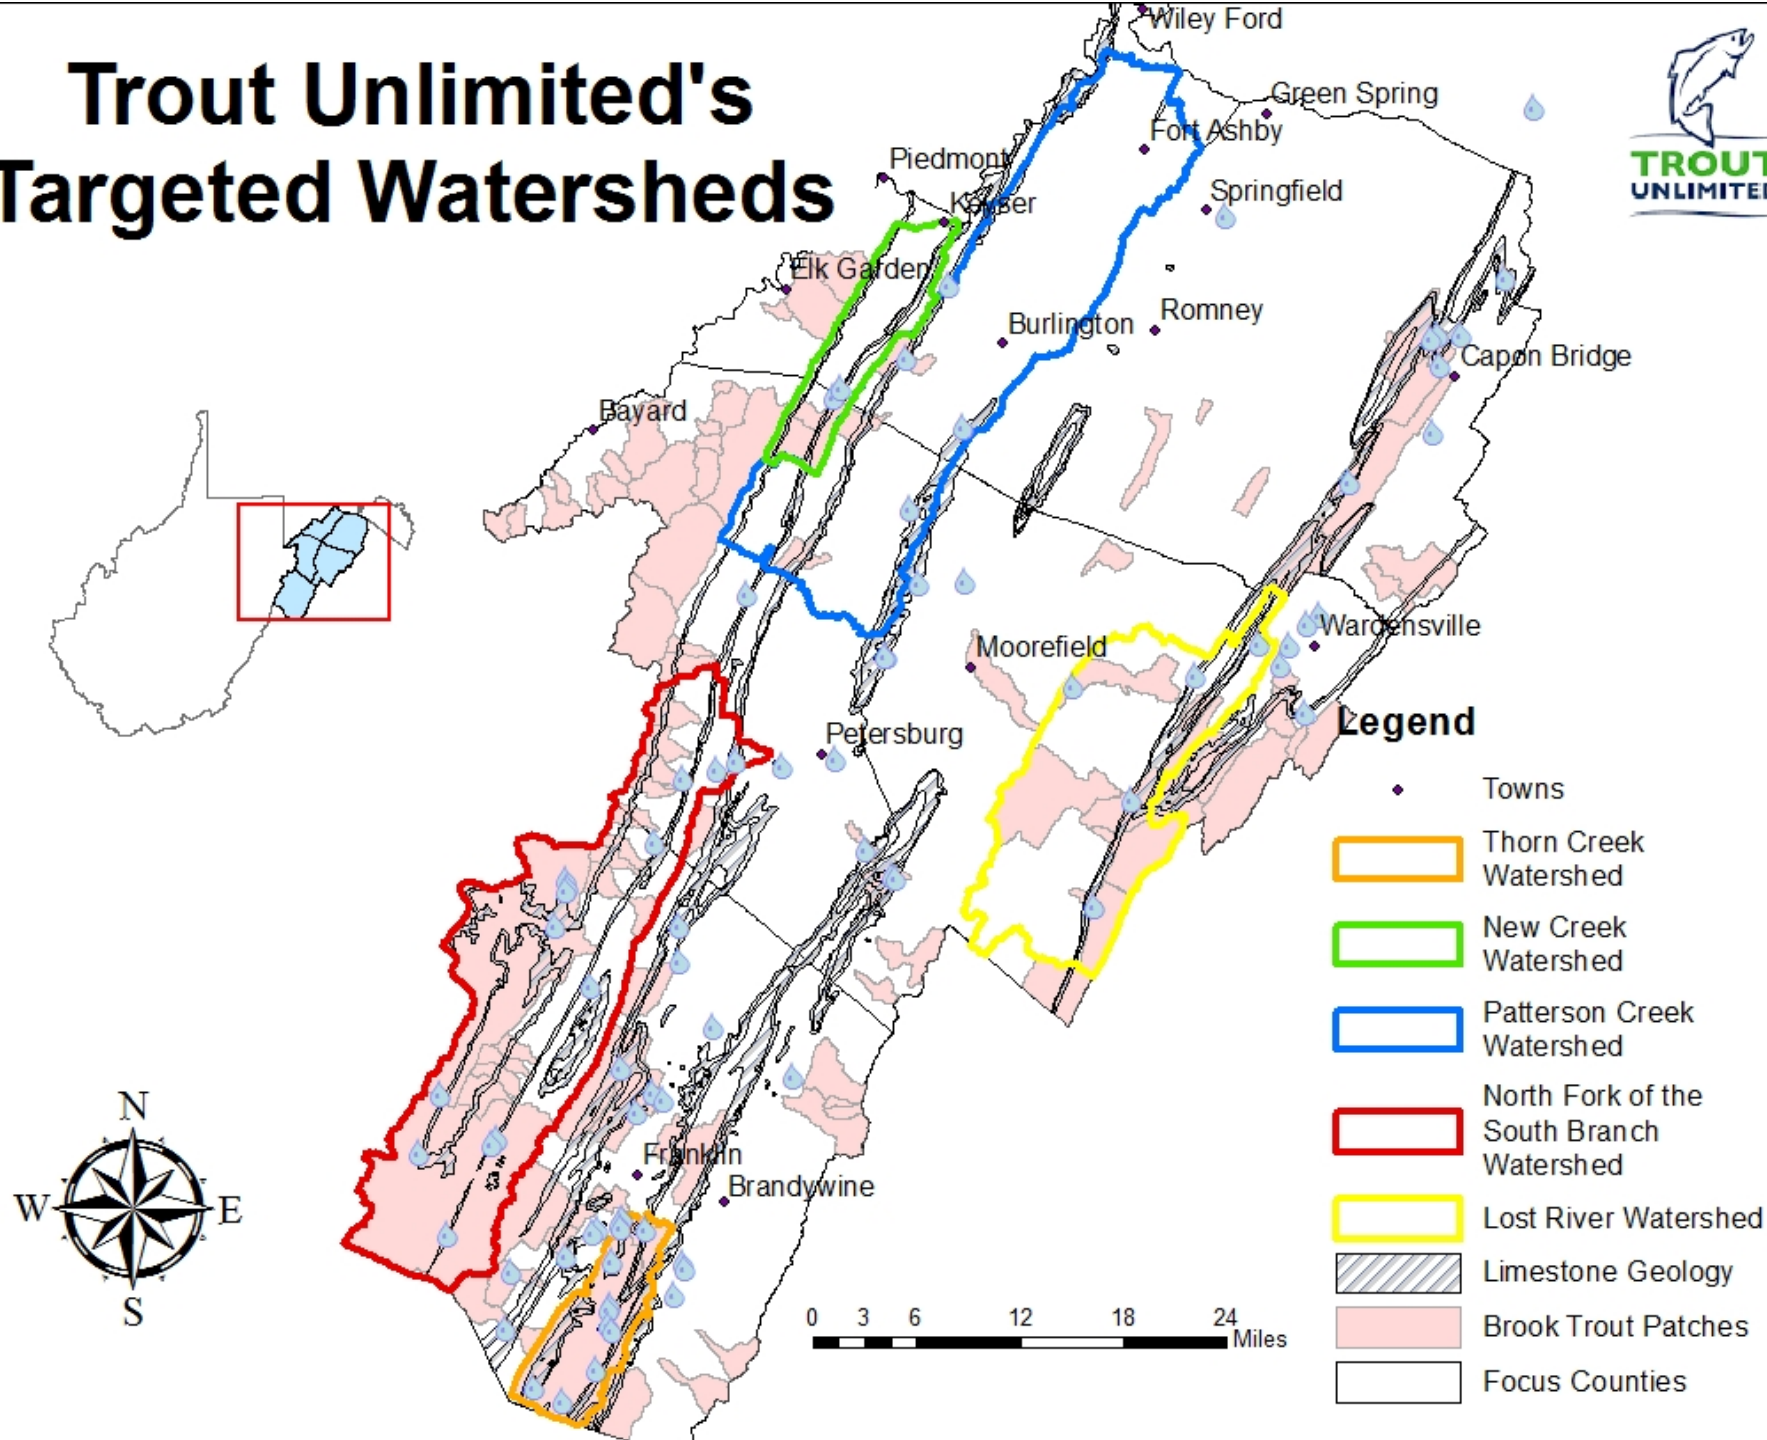 Trout Unlimited's
Targeted Watersheds
Wiley Ford
Green Spring
Fort Ashby
Piedmont
Springfield
Keyser
Elk Garden
Romney
Burlington
Capon Bridge
Bayard
Wardensville
Moorefield
Petersburg
Franklin
Brandywine
TROUT
UNLIMITED
Legend
Towns
Thorn Creek
Watershed
New Creek
Watershed
Patterson Creek
Watershed
North Fork of the
South Branch
Watershed
Lost River Watershed
Limestone Geology
Brook Trout Patches
Focus Counties
N
W
E
S
0 3 6 12 18 24
Miles